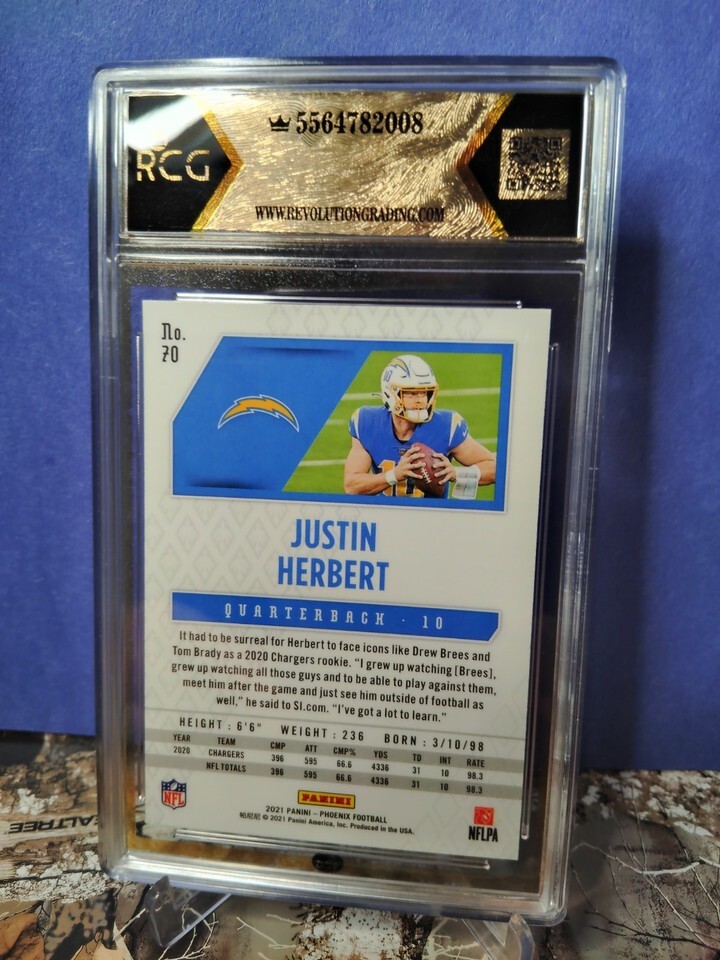 RCG
5564782008
WWW.REVOLUTIONGRADING.COM
No.
70
JUSTIN
HERBERT
QUARTERBACK · 10
It had to be surreal for Herbert to face icons like Drew Brees and
Tom Brady as a 2020 Chargers rookie. “I grew up watching [Brees],
grew up watching all those guys and to be able to play against them,
meet him after the game and just see him outside of football as
well,” he said to SI.com. “I’ve got a lot to learn.”
HEIGHT : 6'6" WEIGHT : 236 BORN : 3/10/98
YEAR TEAM CMP ATT CMP% YDS TD INT RATE
2020 CHARGERS 396 595 66.6 4336 31 10 98.3
NFL TOTALS 396 595 66.6 4336 31 10 98.3
NFL
PANINI
2021 PANINI – PHOENIX FOOTBALL
© 2021 Panini America, Inc. Produced in the USA.
NFLPA
REALTREE